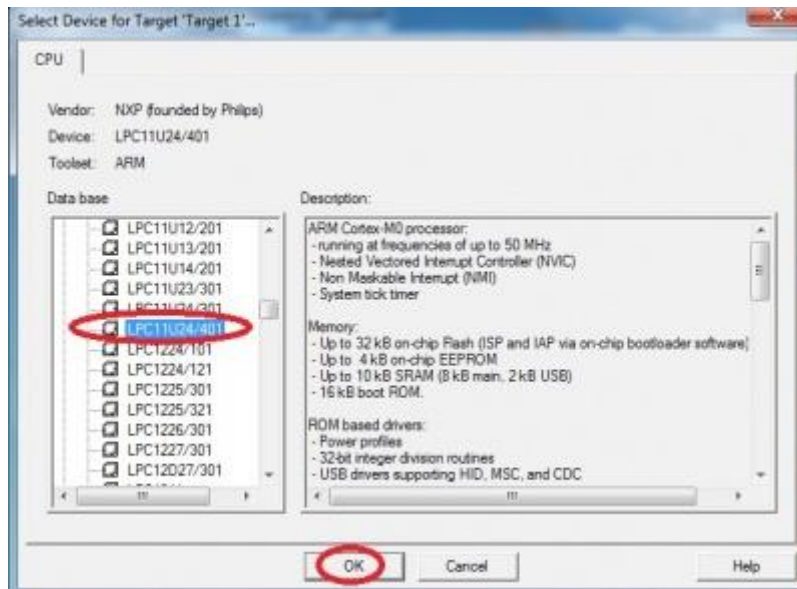 Select Device for Target 'Target 1'...
CPU
Vendor: NXP (founded by Philips)
Device: LPC11U24/401
Toolset: ARM
Data base
LPC11U12/201
LPC11U13/201
LPC11U14/201
LPC11U23/301
LPC11U24/301
LPC11U24/401
LPC1224/101
LPC1224/121
LPC1225/301
LPC1225/321
LPC1226/301
LPC1227/301
LPC12D27/301
Description:
ARM Cortex-M0 processor:
- running at frequencies of up to 50 MHz
- Nested Vectored Interrupt Controller (NVIC)
- Non Maskable Interrupt (NMI)
- System tick timer
Memory:
- Up to 32 kB on-chip Flash (ISP and IAP via on-chip bootloader software)
- Up to 4 kB on-chip EEPROM
- Up to 10 kB SRAM (8 kB main, 2 kB USB)
- 16 kB boot ROM.
ROM based drivers:
- Power profiles
- 32-bit integer division routines
- USB drivers supporting HID, MSC, and CDC
OK
Cancel
Help